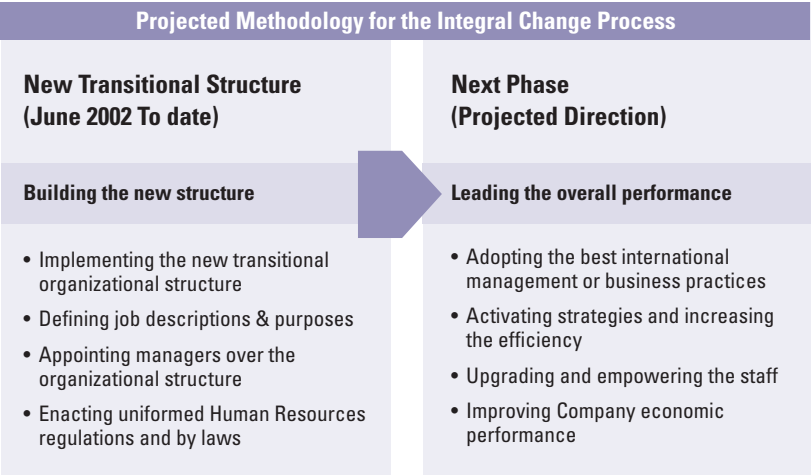 Projected Methodology for the Integral Change Process
New Transitional Structure
(June 2002 To date)
Building the new structure
• Implementing the new transitional
organizational structure
• Defining job descriptions & purposes
• Appointing managers over the
organizational structure
• Enacting uniformed Human Resources
regulations and by laws
Next Phase
(Projected Direction)
Leading the overall performance
• Adopting the best international
management or business practices
• Activating strategies and increasing
the efficiency
• Upgrading and empowering the staff
• Improving Company economic
performance